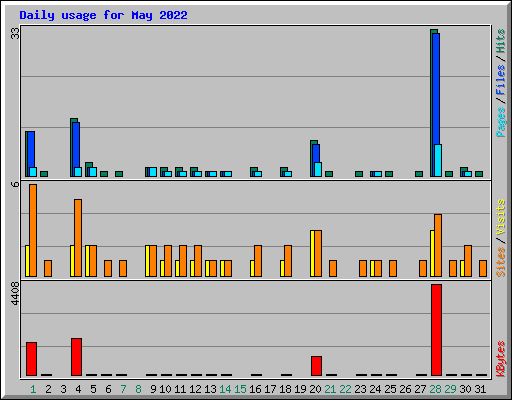 Daily usage for May 2022
33
Pages / Files / Hits
6
Sites / Visits
4408
KBytes
1 2 3 4 5 6 7 8 9 10 11 12 13 14 15 16 17 18 19 20 21 22 23 24 25 26 27 28 29 30 31